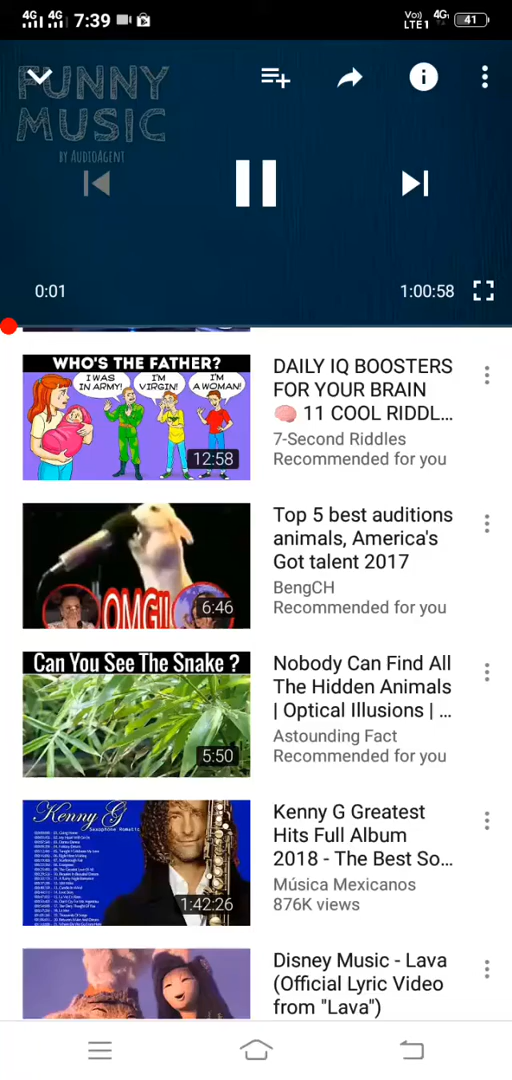 4G 4G 7:39 Vo)) LTE 1 4G 41
FUNNY
MUSIC
BY AUDIOAGENT
0:01
1:00:58
WHO'S THE FATHER?
I WAS IN ARMY!
I'M VIRGIN!
I'M A WOMAN!
12:58
DAILY IQ BOOSTERS
FOR YOUR BRAIN
🧠 11 COOL RIDDL...
7-Second Riddles
Recommended for you
OMG!!
6:46
Top 5 best auditions
animals, America's
Got talent 2017
BengCH
Recommended for you
Can You See The Snake ?
5:50
Nobody Can Find All
The Hidden Animals
| Optical Illusions | ...
Astounding Fact
Recommended for you
Kenny G
1:42:26
Kenny G Greatest
Hits Full Album
2018 - The Best So...
Música Mexicanos
876K views
Disney Music - Lava
(Official Lyric Video
from "Lava")